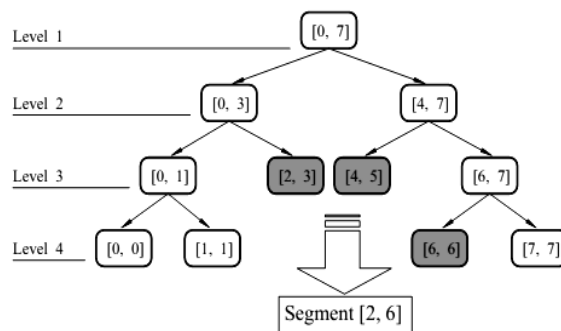 Level 1
[0, 7]
Level 2
[0, 3]
[4, 7]
Level 3
[0, 1]
[2, 3]
[4, 5]
[6, 7]
Level 4
[0, 0]
[1, 1]
[6, 6]
[7, 7]
Segment [2, 6]